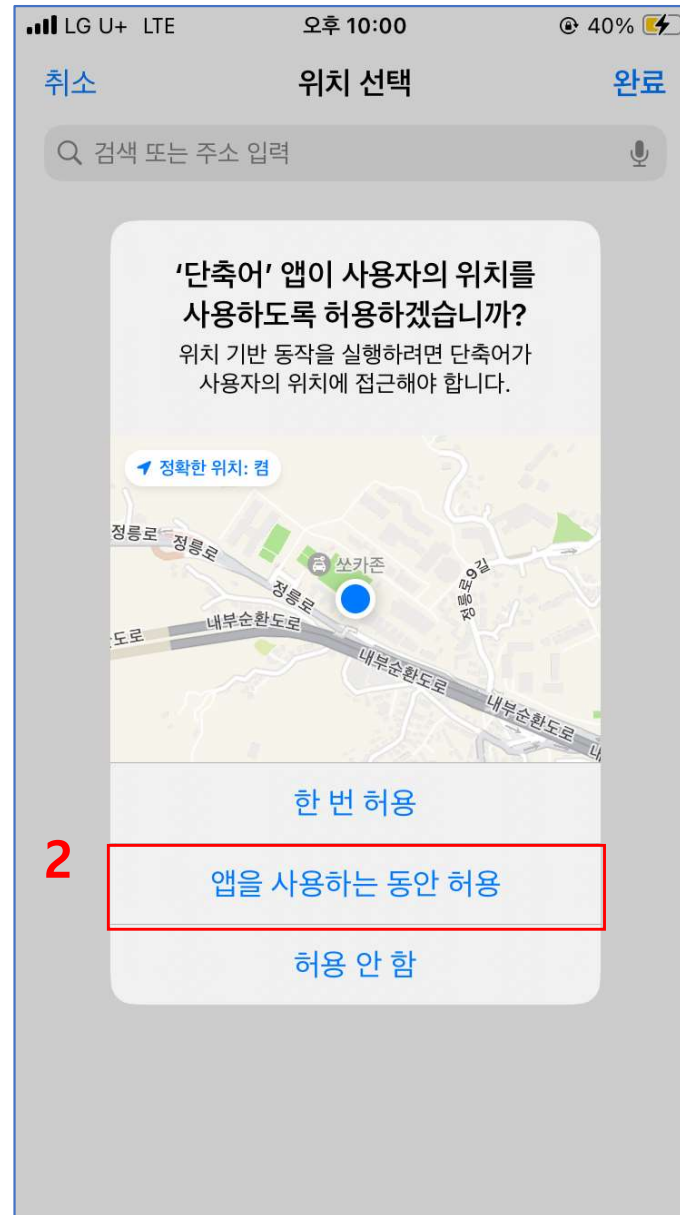 LG U+ LTE 오후 10:00 40%
취소 위치 선택 완료
검색 또는 주소 입력
‘단축어’ 앱이 사용자의 위치를
사용하도록 허용하겠습니까?
위치 기반 동작을 실행하려면 단축어가
사용자의 위치에 접근해야 합니다.
정확한 위치: 켬
정릉로
정릉로
쏘카존
정릉로9길
정릉로
내부순환도로
도로
내부순환도로
내부순환도로
한 번 허용
2
앱을 사용하는 동안 허용
허용 안 함